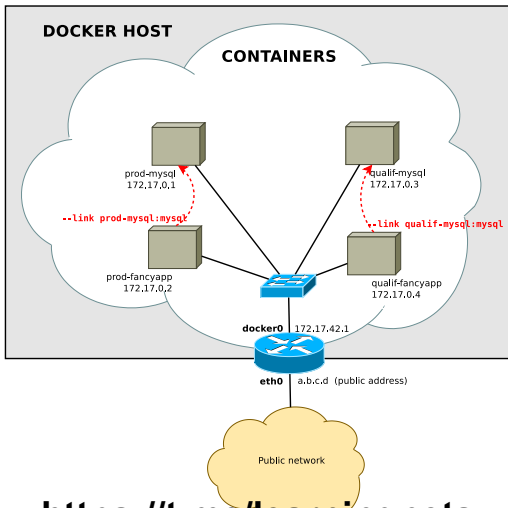 DOCKER HOST
CONTAINERS
prod-mysql
172.17.0.1
qualif-mysql
172.17.0.3
--link prod-mysql:mysql
--link qualif-mysql:mysql
prod-fancyapp
172.17.0.2
qualif-fancyapp
172.17.0.4
docker0 172.17.42.1
eth0 a.b.c.d (public address)
Public network